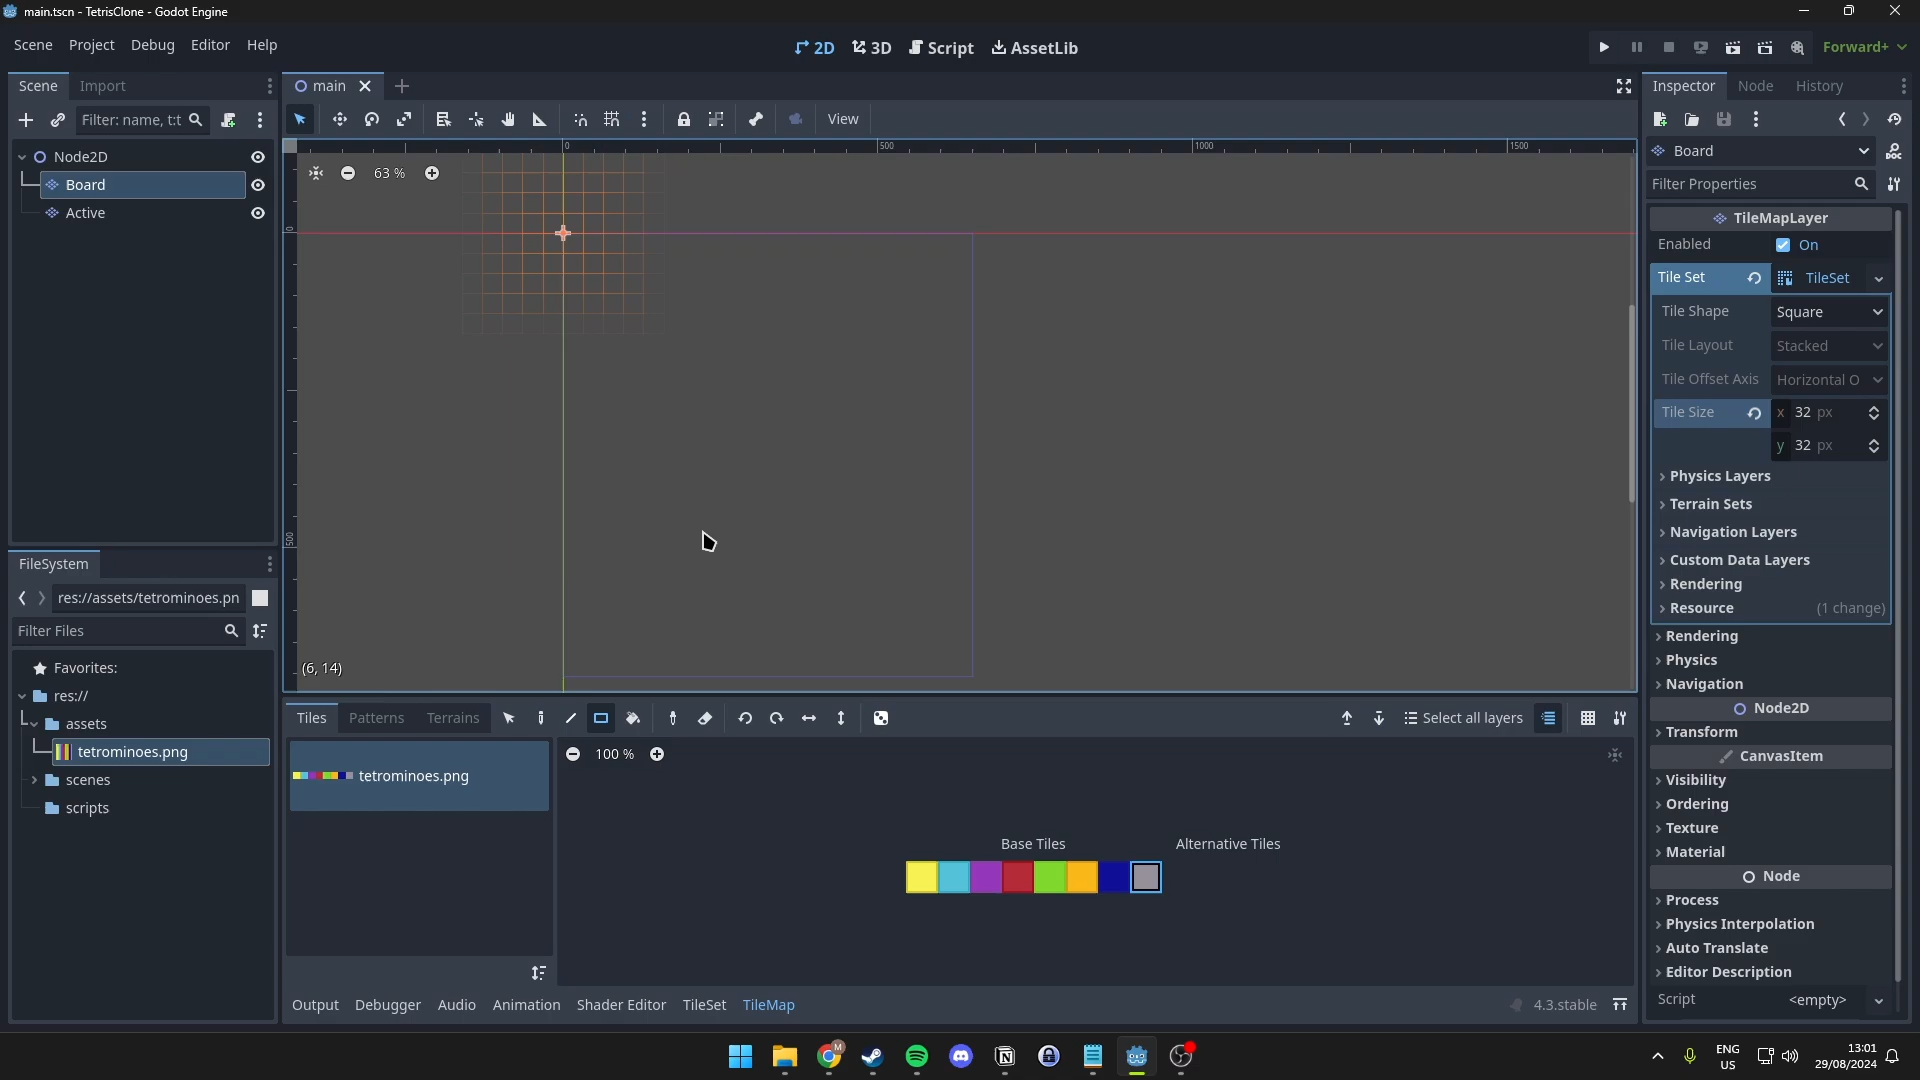 main.tscn - TetrisClone - Godot Engine
Scene Project Debug Editor Help
2D 3D Script AssetLib
Forward+
Scene Import
main
Inspector Node History
Filter: name, t:t
View
Node2D
Board
Active
0 500 1000 1500
63 %
0
500
(6, 14)
Board
Filter Properties
TileMapLayer
Enabled On
Tile Set TileSet
Tile Shape Square
Tile Layout Stacked
Tile Offset Axis Horizontal O
Tile Size x 32 px
y 32 px
Physics Layers
Terrain Sets
Navigation Layers
Custom Data Layers
Rendering
Resource (1 change)
Rendering
Physics
Navigation
Node2D
Transform
CanvasItem
Visibility
Ordering
Texture
Material
Node
Process
Physics Interpolation
Auto Translate
Editor Description
Script <empty>
FileSystem
res://assets/tetrominoes.pn
Filter Files
Favorites:
res://
assets
tetrominoes.png
scenes
scripts
Tiles Patterns Terrains
Select all layers
tetrominoes.png
100 %
Base Tiles Alternative Tiles
Output Debugger Audio Animation Shader Editor TileSet TileMap
4.3.stable
ENG
US
13:01
29/08/2024